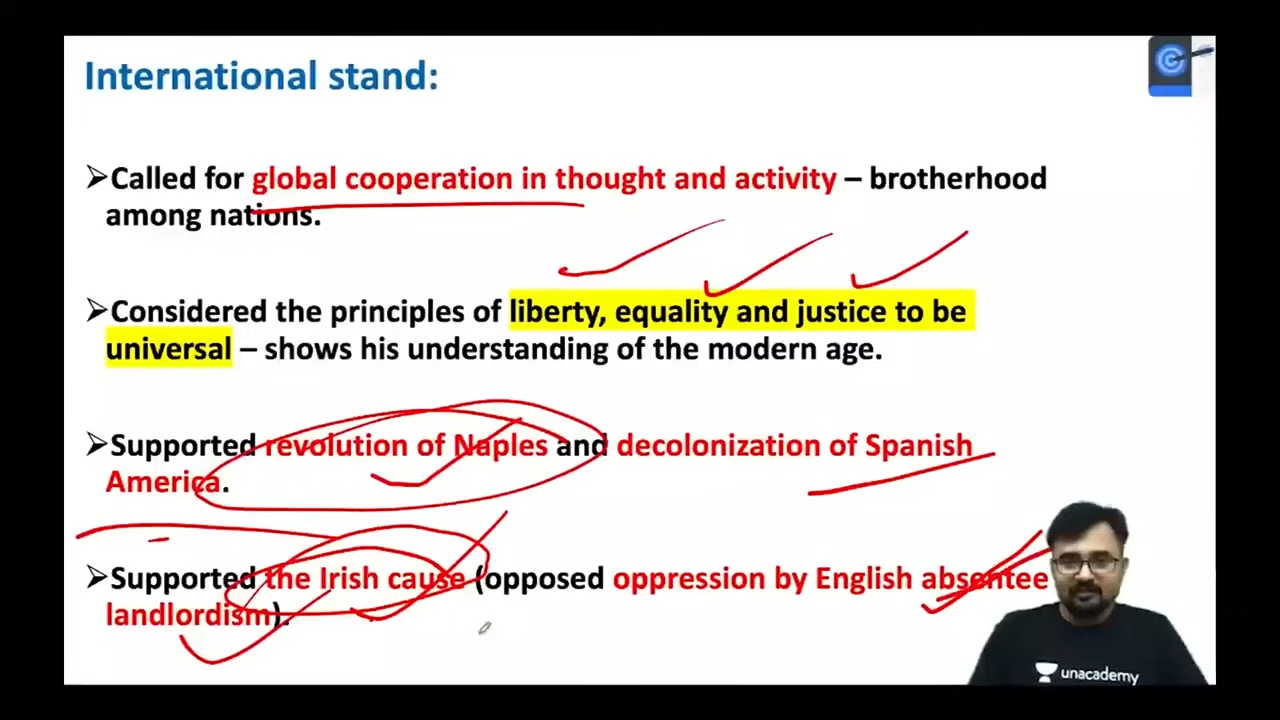 International stand:
➢Called for global cooperation in thought and activity – brotherhood
among nations.
➢Considered the principles of liberty, equality and justice to be
universal – shows his understanding of the modern age.
➢Supported revolution of Naples and decolonization of Spanish
America.
➢Supported the Irish cause (opposed oppression by English absentee
landlordism).
unacademy